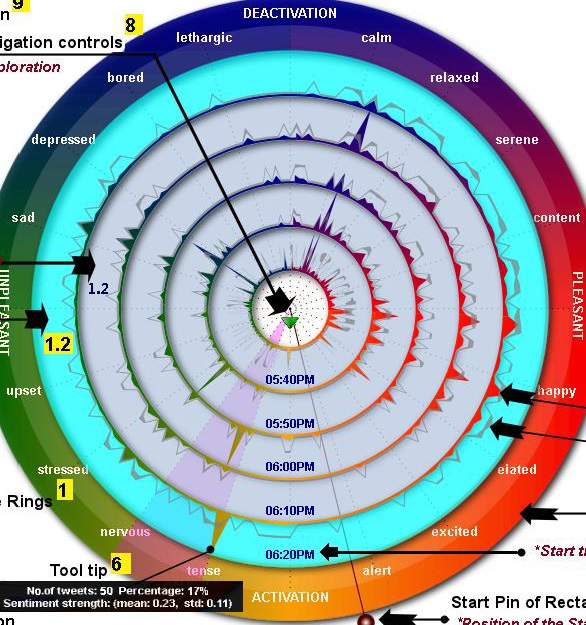 9
n
DEACTIVATION
8
lethargic
calm
igation controls
ploration
bored
relaxed
depressed
serene
sad
content
1.2
UNPLEASANT
PLEASANT
1.2
05:40PM
upset
happy
05:50PM
stressed
06:00PM
elated
e Rings 1
06:10PM
nervous
excited
06:20PM
*Start th
Tool tip 6
tense
alert
No.of tweets: 50 Percentage: 17%
Sentiment strength: (mean: 0.23, std: 0.11)
ACTIVATION
Start Pin of Recta
*Position of the Sta
on